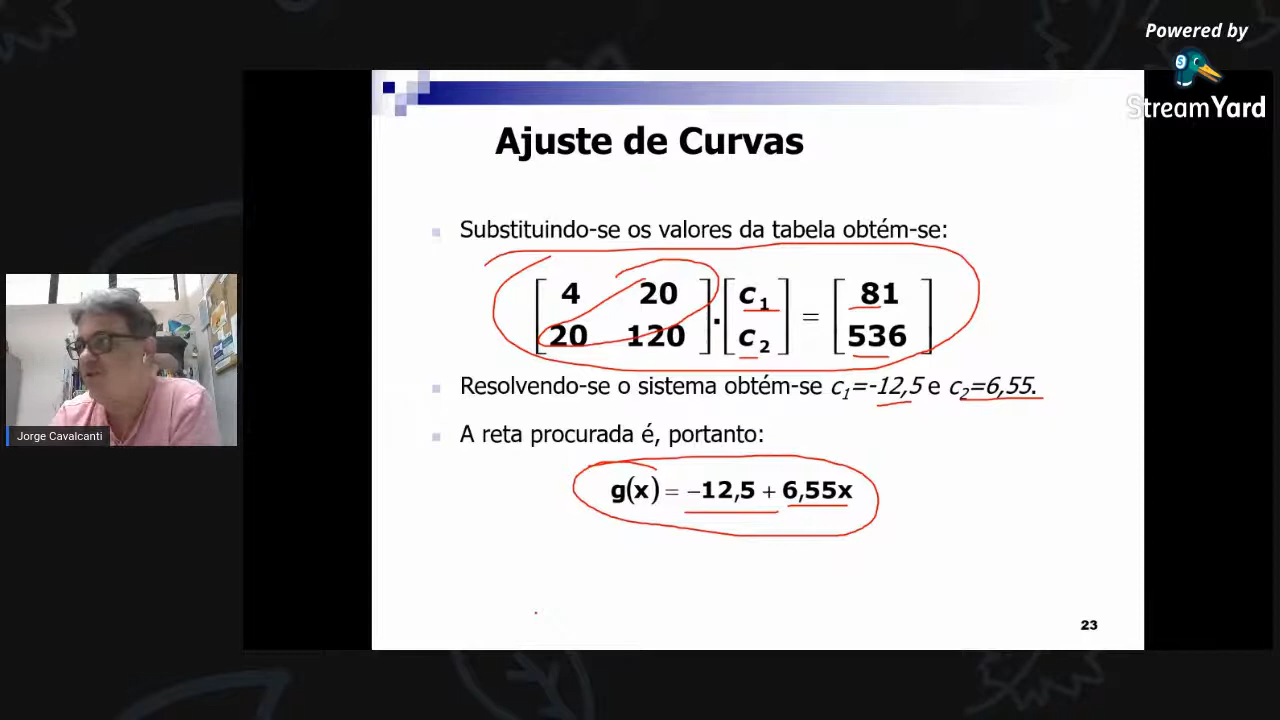 Powered by
StreamYard
Ajuste de Curvas
Substituindo-se os valores da tabela obtém-se:
[4 20] . [c₁] = [81]
[20 120] [c₂] [536]
Resolvendo-se o sistema obtém-se c₁=-12,5 e c₂=6,55.
A reta procurada é, portanto:
g(x) = −12,5 + 6,55x
23
Jorge Cavalcanti